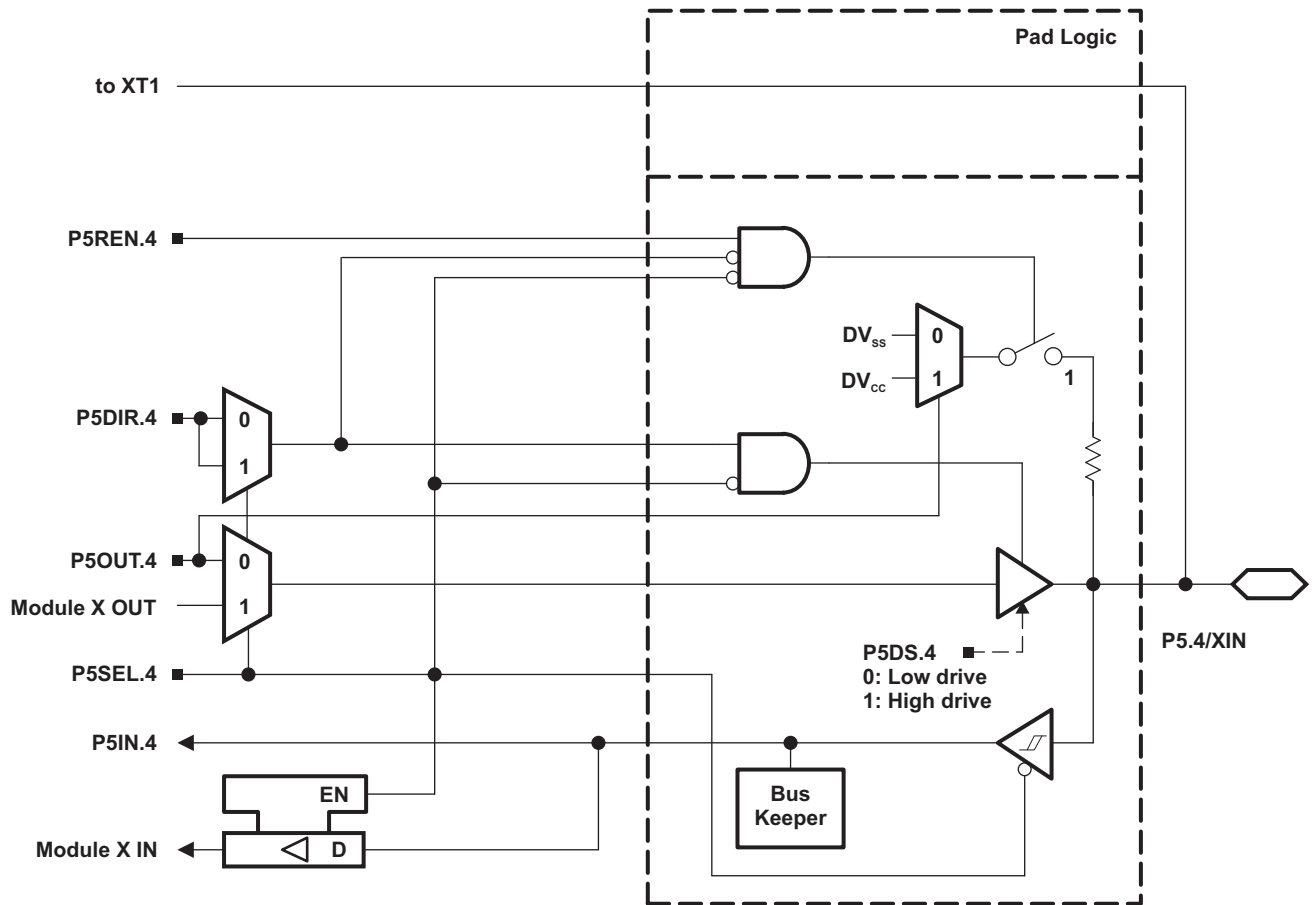 Pad Logic
to XT1
P5REN.4
DVSS
0
DVCC
1
1
P5DIR.4
0
1
P5OUT.4
0
Module X OUT
1
P5DS.4
0: Low drive
1: High drive
P5.4/XIN
P5SEL.4
P5IN.4
EN
Bus
Keeper
Module X IN
D